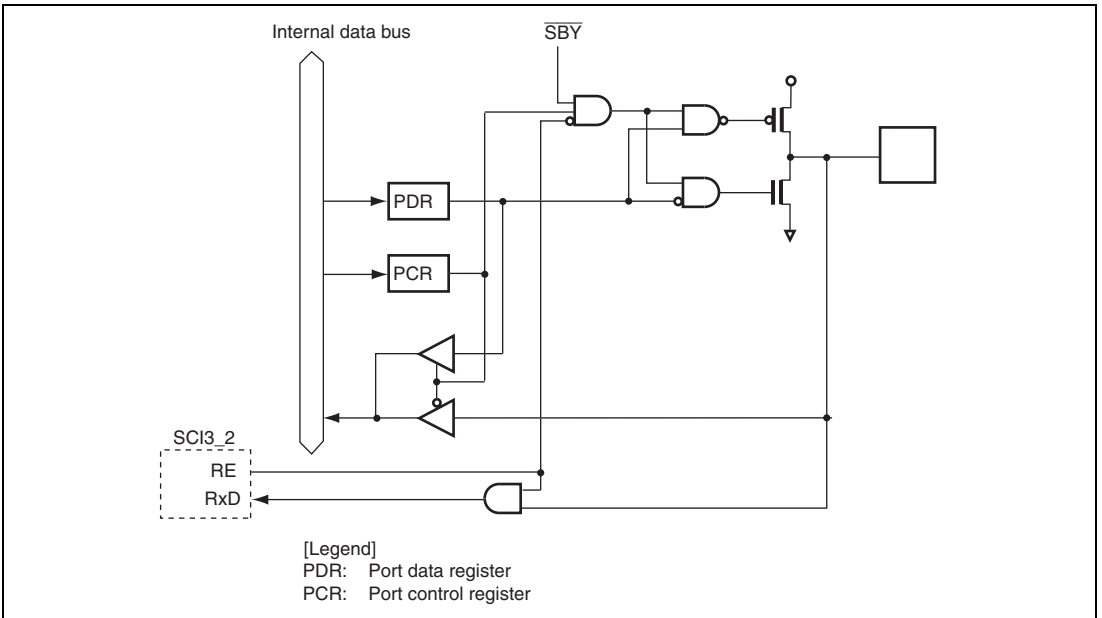 Internal data bus
SBY
PDR
PCR
SCI3_2
RE
RxD
[Legend]
PDR: Port data register
PCR: Port control register